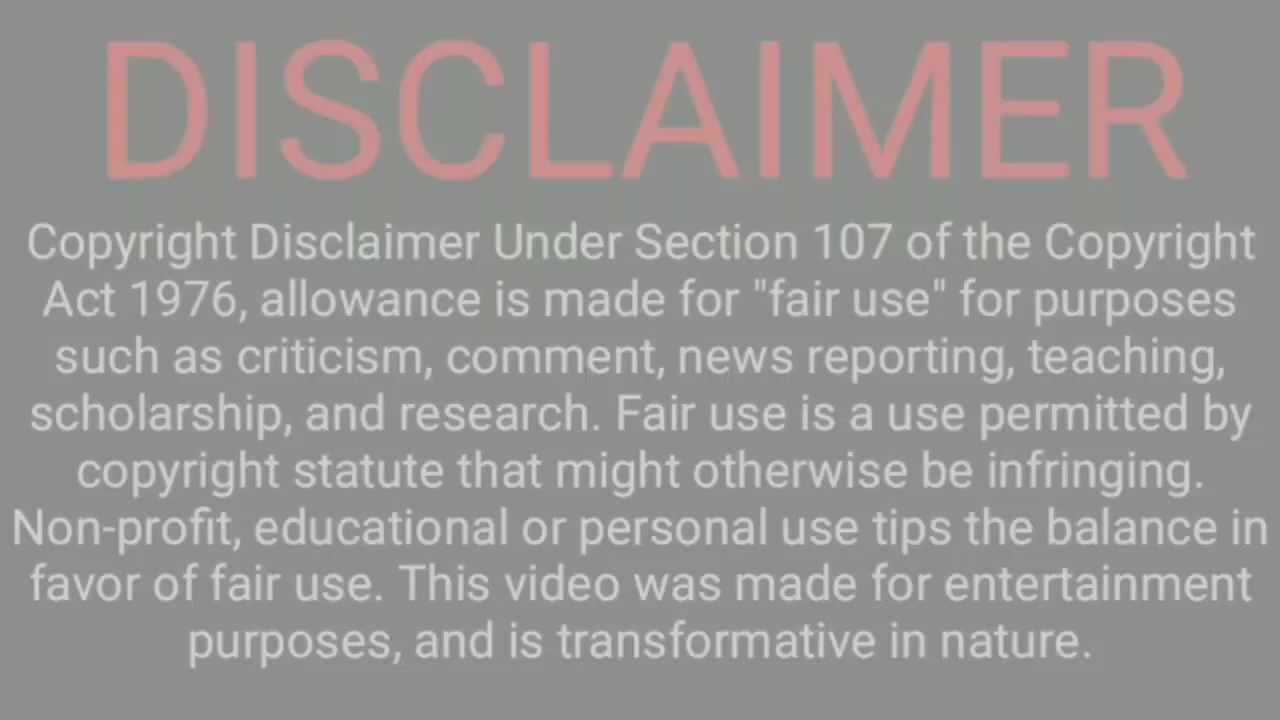 DISCLAIMER
Copyright Disclaimer Under Section 107 of the Copyright
Act 1976, allowance is made for "fair use" for purposes
such as criticism, comment, news reporting, teaching,
scholarship, and research. Fair use is a use permitted by
copyright statute that might otherwise be infringing.
Non-profit, educational or personal use tips the balance in
favor of fair use. This video was made for entertainment
purposes, and is transformative in nature.